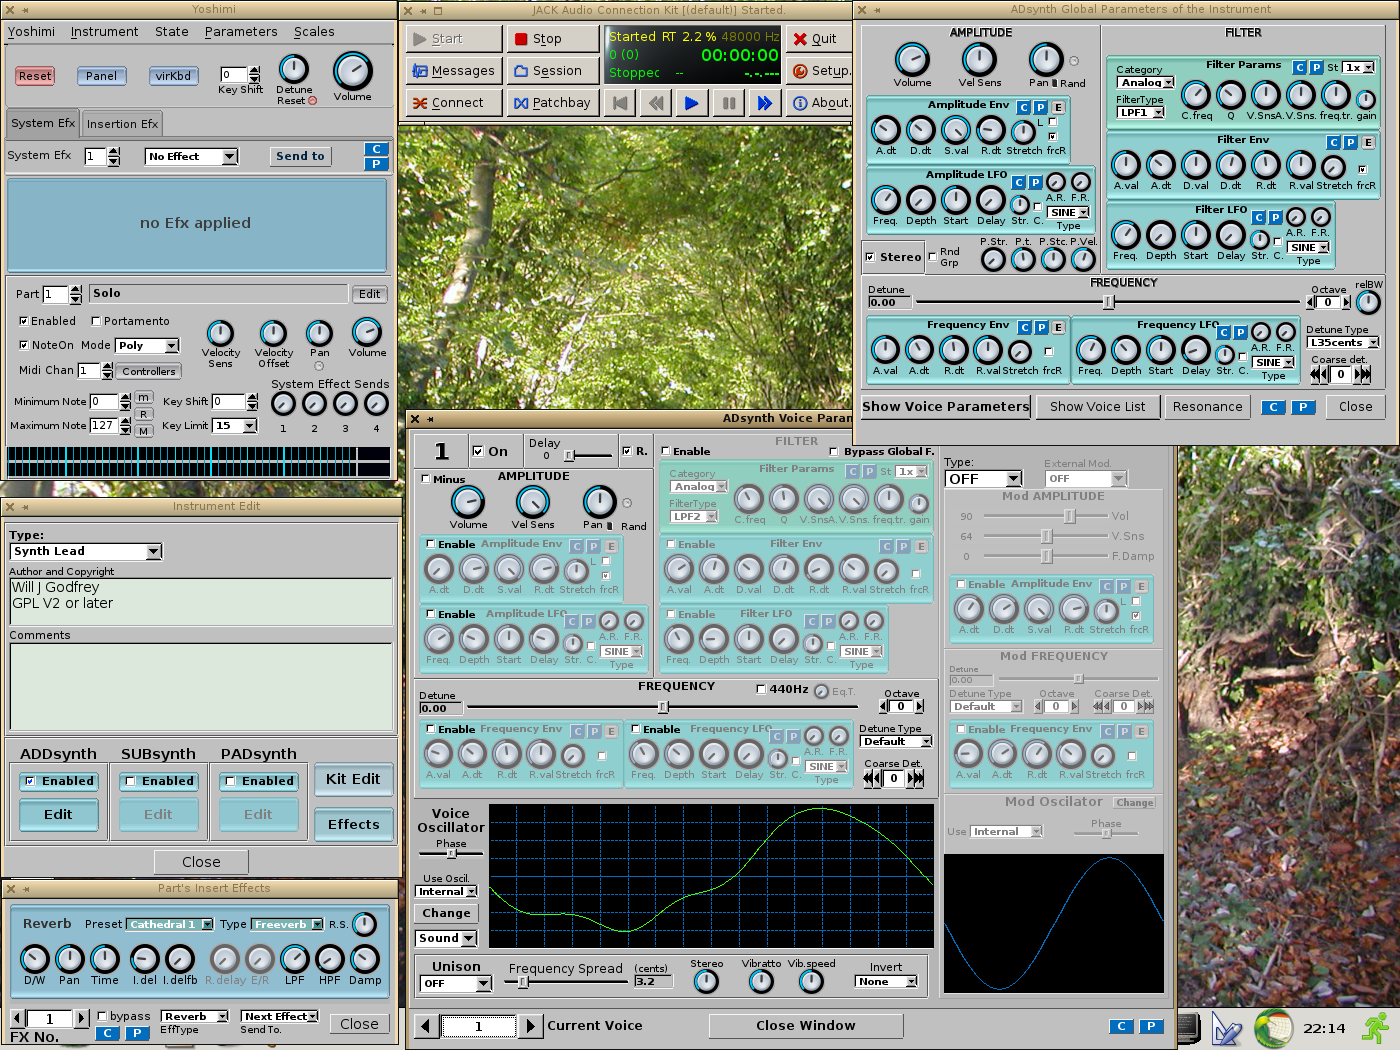 Yoshimi
Yoshimi Instrument State Parameters Scales
Reset Panel virKbd 0 Key Shift Detune Reset Volume
System Efx Insertion Efx
System Efx 1 No Effect Send to C P
no Efx applied
Part 1 Solo Edit
Enabled Portamento
NoteOn Mode Poly
Midi Chan 1 Controllers
Velocity Sens Velocity Offset Pan Volume
System Effect Sends
Minimum Note 0 m Key Shift 0
R
Maximum Note 127 M Key Limit 15
1 2 3 4
Instrument Edit
Type:
Synth Lead
Author and Copyright
Will J Godfrey
GPL V2 or later
Comments
ADDsynth SUBsynth PADsynth
Enabled Enabled Enabled Kit Edit
Edit Edit Edit Effects
Close
Part's Insert Effects
Reverb Preset Cathedral 1 Type Freeverb R.S.
D/W Pan Time I.del I.delfb R.delay E/R LPF HPF Damp
1 bypass Reverb Next Effect Close
FX No. C P EffType Send To.
JACK Audio Connection Kit [(default)] Started.
Start Stop Started RT 2.2 % 48000 Hz Quit
0 (0) 00:00:00
Messages Session Stopped -- -.-.--- Setup.
Connect Patchbay About.
ADsynth Global Parameters of the Instrument
AMPLITUDE
Volume Vel Sens Pan Rand
Amplitude Env C P E
A.dt D.dt S.val R.dt Stretch L frcR
Amplitude LFO C P A.R. F.R.
Freq. Depth Start Delay Str. C. SINE Type
Stereo Rnd Grp P.Str. P.t. P.Stc. P.Vel.
FILTER
Category Filter Params C P St 1x
Analog
FilterType
LPF1
C.freq Q V.SnsA. V.Sns. freq.tr. gain
Filter Env C P E
A.val A.dt D.val D.dt R.dt R.val Stretch frcR
Filter LFO C P A.R. F.R.
Freq. Depth Start Delay Str. C. SINE Type
FREQUENCY
Detune 0.00 Octave 0 relBW
Frequency Env C P E
A.val A.dt R.dt R.val Stretch frcR
Frequency LFO C P A.R. F.R.
Freq. Depth Start Delay Str. C. SINE Type
Detune Type
L35cents
Coarse det.
0
Show Voice Parameters Show Voice List Resonance C P Close
ADsynth Voice Param
1 On Delay 0 R.
Minus AMPLITUDE
Volume Vel Sens Pan Rand
Enable Amplitude Env C P E
A.dt D.dt S.val R.dt Stretch L frcR
Enable Amplitude LFO C P A.R. F.R.
Freq. Depth Start Delay Str. C. SINE Type
FILTER
Enable Bypass Global F.
Category Filter Params C P St 1x
Analog
FilterType
LPF2
C.freq Q V.SnsA. V.Sns. freq.tr. gain
Enable Filter Env C P E
A.val A.dt D.val D.dt R.dt R.val Stretch frcR
Enable Filter LFO C P A.R. F.R.
Freq. Depth Start Delay Str. C. SINE Type
FREQUENCY 440Hz Eq.T.
Detune 0.00 Octave 0
Enable Frequency Env C P E
A.val A.dt R.dt R.val Stretch frcR
Enable Frequency LFO C P A.R. F.R.
Freq. Depth Start Delay Str. C. SINE Type
Detune Type
Default
Coarse Det.
0
Voice Oscillator
Phase
Use Oscil.
Internal
Change
Sound
Unison OFF Frequency Spread (cents) 3.2 Stereo Vibratto Vib.speed Invert None
1 Current Voice Close Window C P
Type: OFF External Mod. OFF
Mod AMPLITUDE
90 Vol
64 V.Sns
0 F.Damp
Enable Amplitude Env C P E
A.dt D.dt S.val R.dt Stretch L frcR
Mod FREQUENCY
Detune 0.00
Detune Type Octave Coarse Det.
Default 0 0
Enable Frequency Env C P E
A.val A.dt R.dt R.val Stretch frcR
Mod Oscilator Change
Use Internal Phase
22:14